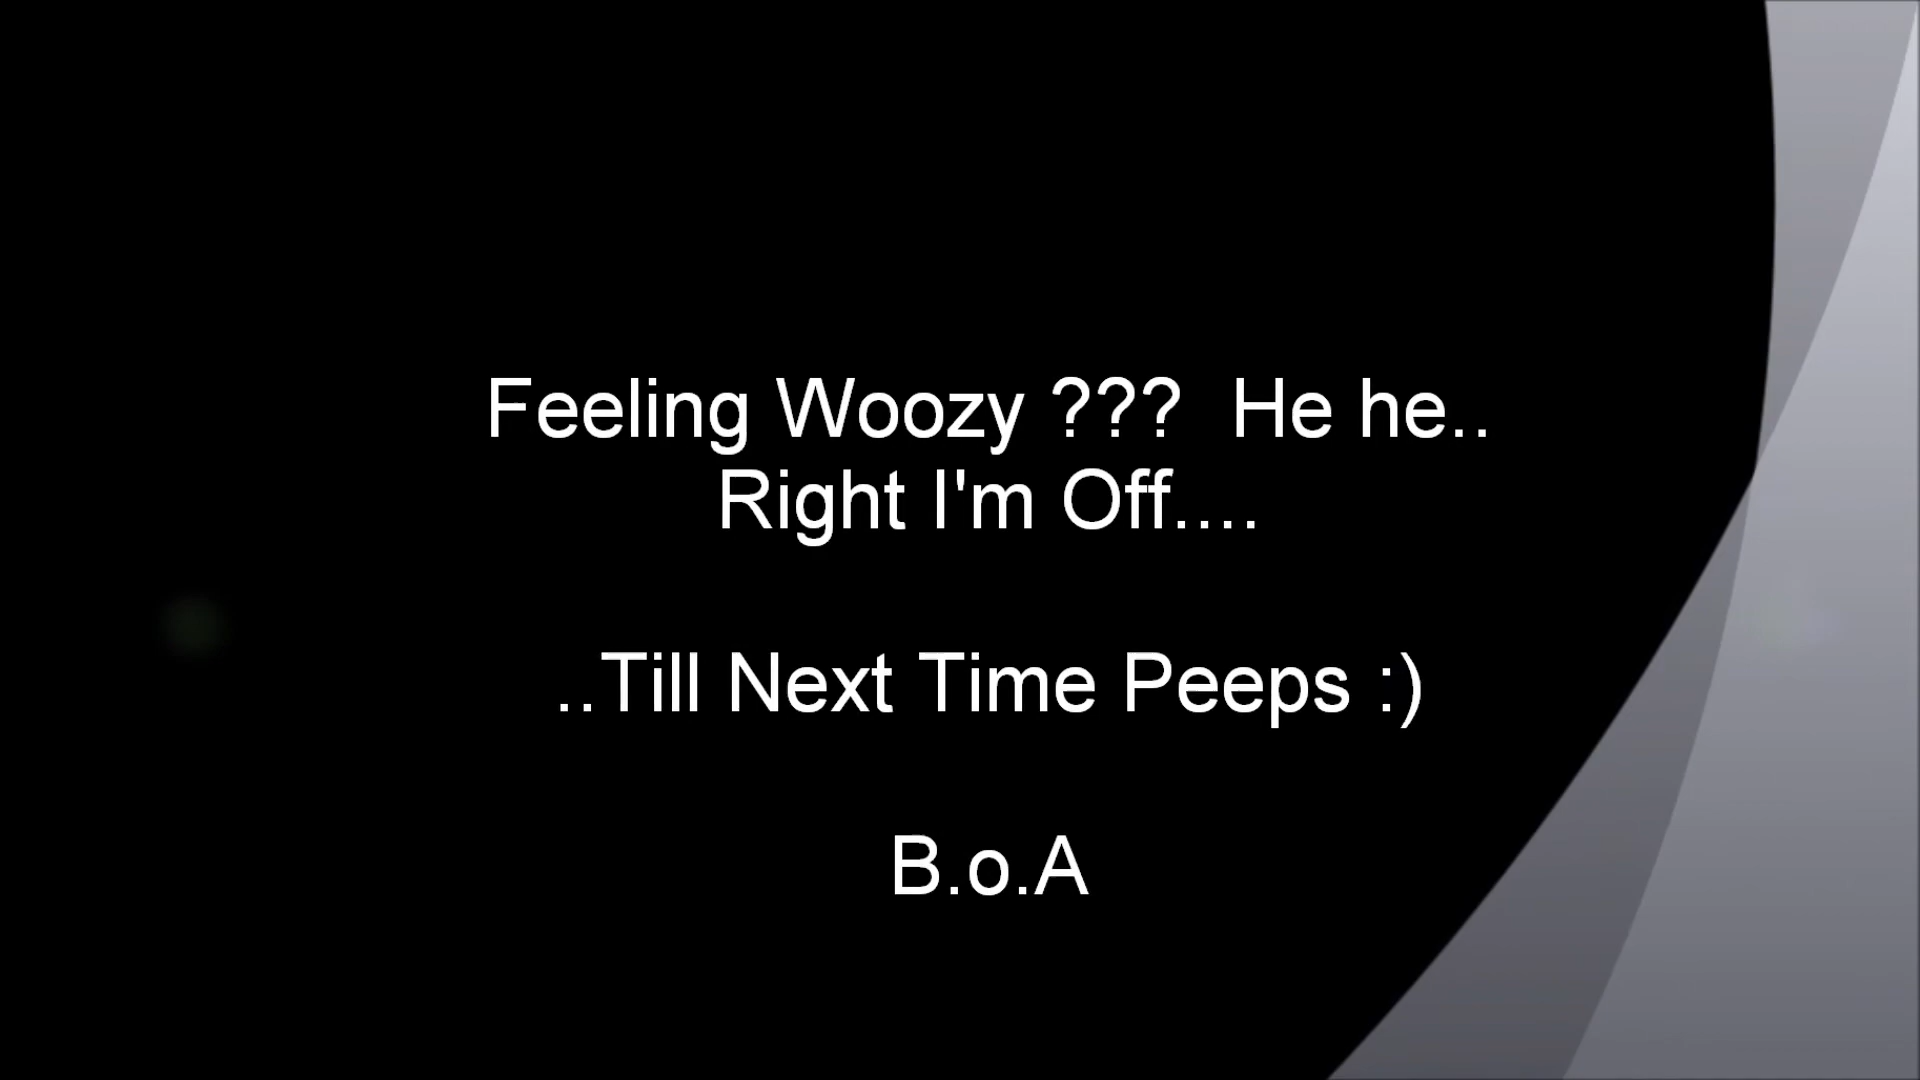 Feeling Woozy ???  He he..
Right I'm Off....
..Till Next Time Peeps :)
B.o.A